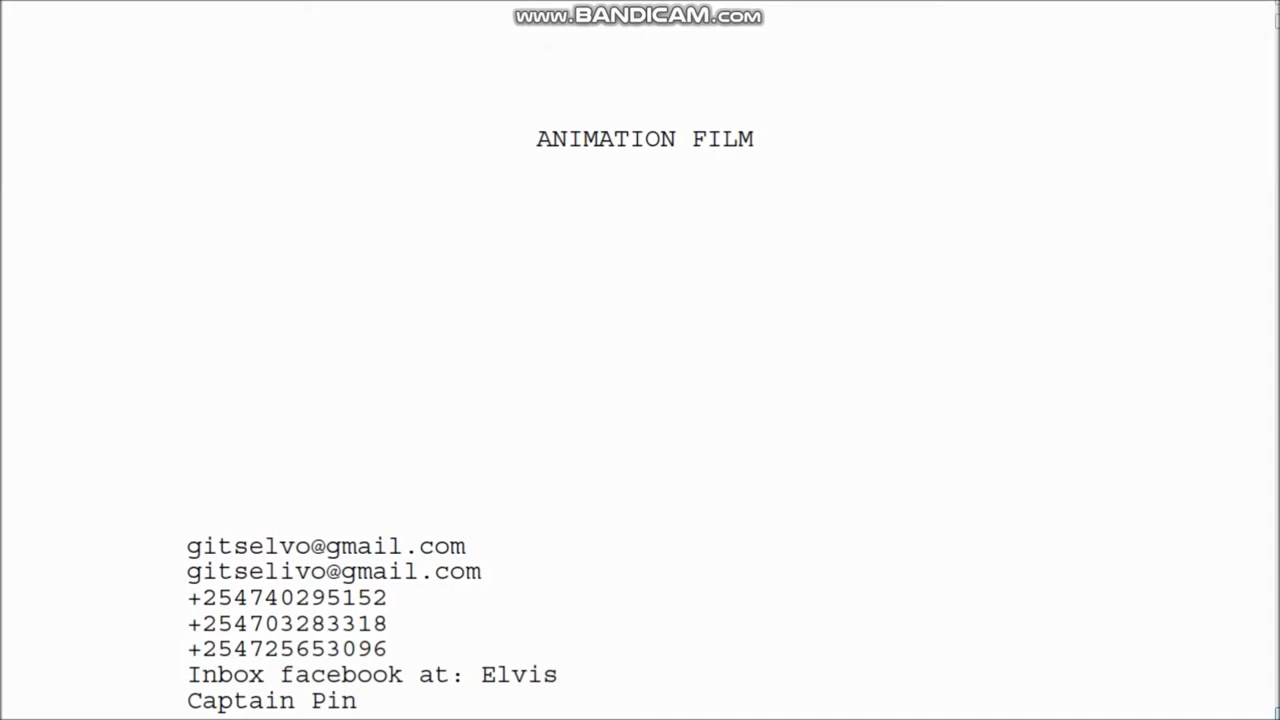 www.BANDICAM.com
ANIMATION FILM
gitselvo@gmail.com
gitselivo@gmail.com
+254740295152
+254703283318
+254725653096
Inbox facebook at: Elvis
Captain Pin